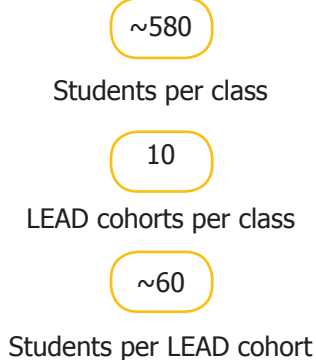 ~580
Students per class
10
LEAD cohorts per class
~60
Students per LEAD cohort